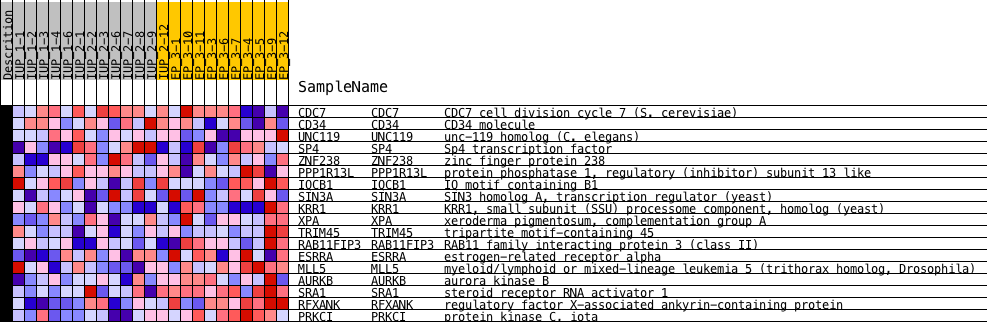 Descrition
IUP_1-1
IUP_1-2
IUP_1-3
IUP_1-4
IUP_1-6
IUP_2-1
IUP_2-2
IUP_2-3
IUP_2-6
IUP_2-7
IUP_2-8
IUP_2-9
IUP_2-12
EP_3-1
EP_3-10
EP_3-11
EP_3-3
EP_3-6
EP_3-7
EP_3-4
EP_3-5
EP_3-9
EP_3-12
SampleName
CDC7 CDC7 CDC7 cell division cycle 7 (S. cerevisiae)
CD34 CD34 CD34 molecule
UNC119 UNC119 unc-119 homolog (C. elegans)
SP4 SP4 Sp4 transcription factor
ZNF238 ZNF238 zinc finger protein 238
PPP1R13L PPP1R13L protein phosphatase 1, regulatory (inhibitor) subunit 13 like
IQCB1 IQCB1 IQ motif containing B1
SIN3A SIN3A SIN3 homolog A, transcription regulator (yeast)
KRR1 KRR1 KRR1, small subunit (SSU) processome component, homolog (yeast)
XPA XPA xeroderma pigmentosum, complementation group A
TRIM45 TRIM45 tripartite motif-containing 45
RAB11FIP3 RAB11FIP3 RAB11 family interacting protein 3 (class II)
ESRRA ESRRA estrogen-related receptor alpha
MLL5 MLL5 myeloid/lymphoid or mixed-lineage leukemia 5 (trithorax homolog, Drosophila)
AURKB AURKB aurora kinase B
SRA1 SRA1 steroid receptor RNA activator 1
RFXANK RFXANK regulatory factor X-associated ankyrin-containing protein
PRKCI PRKCI protein kinase C, iota